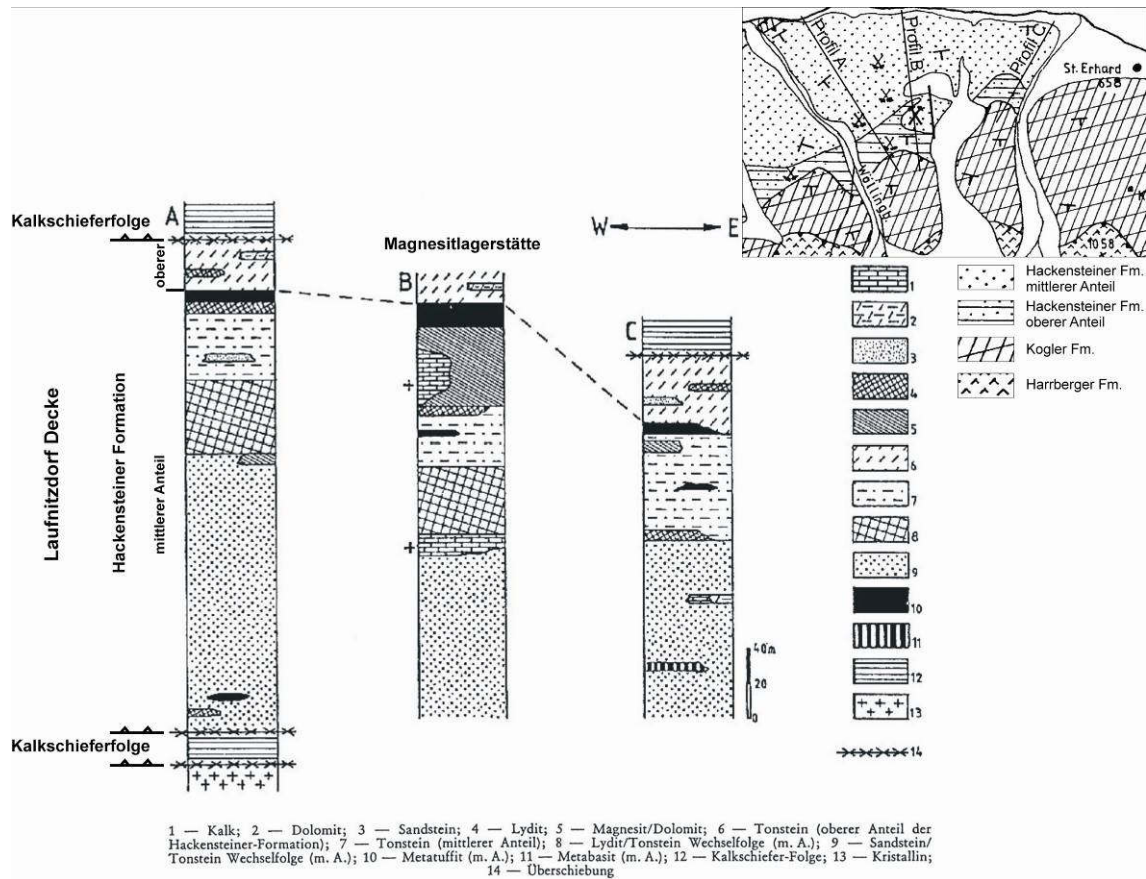 Profil A
Profil B
Profil C
St. Erhard
658
1058
Kalkschieferfolge
A
oberer
Laufnitzdorf Decke
Hackensteiner Formation
mittlerer Anteil
Kalkschieferfolge
Magnesitlagerstätte
B
W
E
C
40 m
20
0
1
2
3
4
5
6
7
8
9
10
11
12
13
14
Hackensteiner Fm.
mittlerer Anteil
Hackensteiner Fm.
oberer Anteil
Kogler Fm.
Harrberger Fm.
1 — Kalk; 2 — Dolomit; 3 — Sandstein; 4 — Lydit; 5 — Magnesit/Dolomit; 6 — Tonstein (oberer Anteil der
Hackensteiner-Formation); 7 — Tonstein (mittlerer Anteil); 8 — Lydit/Tonstein Wechselfolge (m. A.); 9 — Sandstein/
Tonstein Wechselfolge (m. A.); 10 — Metatuffit (m. A.); 11 — Metabasit (m. A.); 12 — Kalkschiefer-Folge; 13 — Kristallin;
14 — Überschiebung